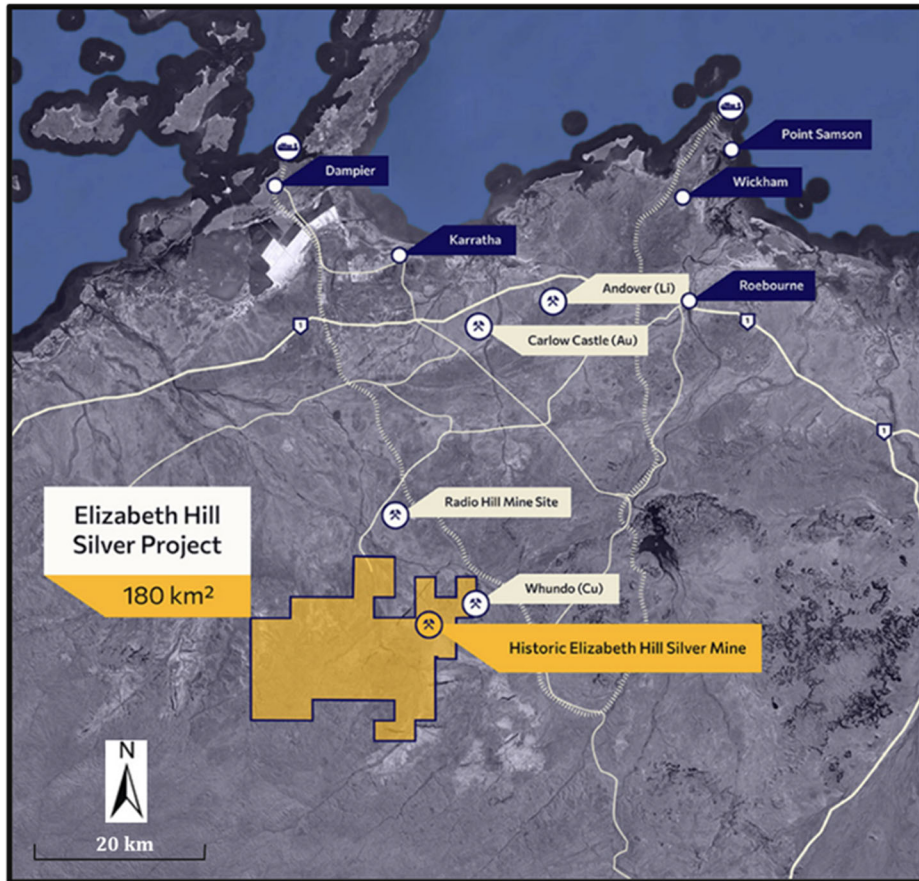 Point Samson
Dampier
Wickham
Karratha
Andover (Li)
Roebourne
1
1
Carlow Castle (Au)
1
Radio Hill Mine Site
Elizabeth Hill
Silver Project
180 km²
Whundo (Cu)
Historic Elizabeth Hill Silver Mine
N
20 km